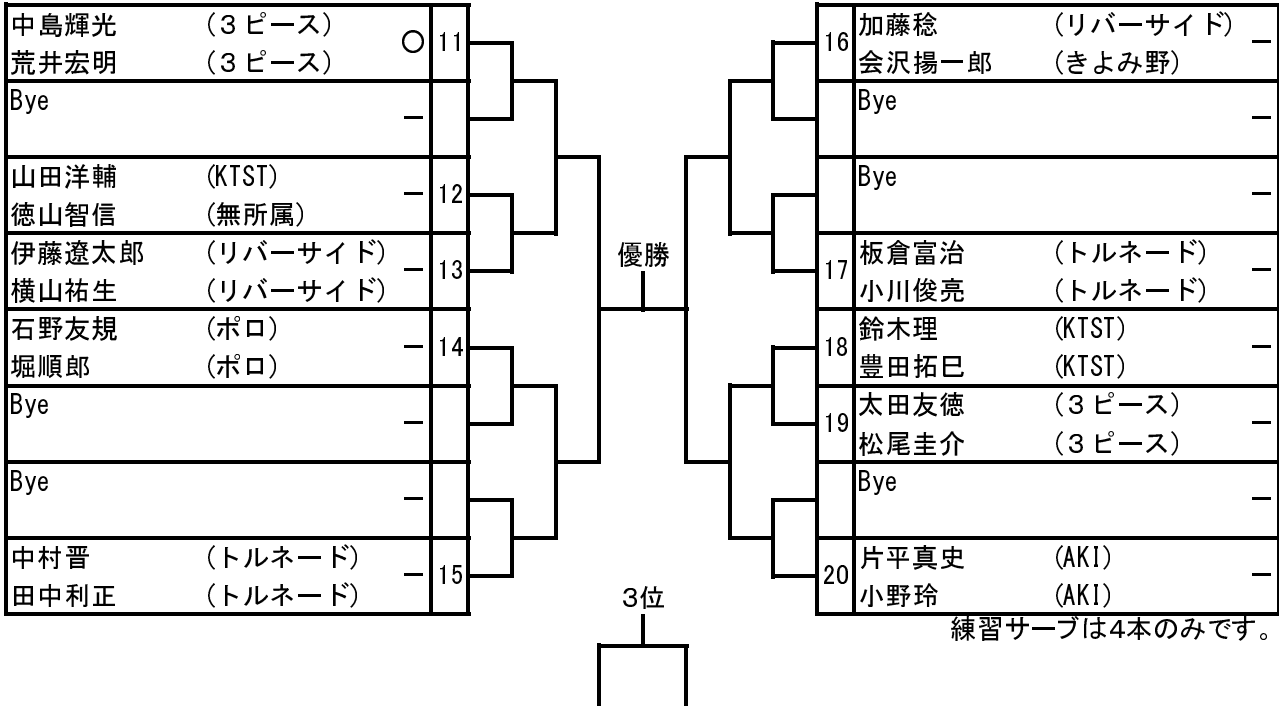 中島輝光 (3ピース)
○ 11
荒井宏明 (3ピース)
Bye
－
山田洋輔 (KTST)
－ 12
徳山智信 (無所属)
伊藤遼太郎 (リバーサイド)
－ 13
横山祐生 (リバーサイド)
石野友規 (ポロ)
－ 14
堀順郎 (ポロ)
Bye
－
Bye
－
中村晋 (トルネード)
－ 15
田中利正 (トルネード)
優勝
3位
加藤稔 (リバーサイド)
16 －
会沢揚一郎 (きよみ野)
Bye
－
Bye
－
板倉富治 (トルネード)
17 －
小川俊亮 (トルネード)
鈴木理 (KTST)
18 －
豊田拓巳 (KTST)
太田友徳 (3ピース)
19 －
松尾圭介 (3ピース)
Bye
－
片平真史 (AKI)
20 －
小野玲 (AKI)
練習サーブは4本のみです。